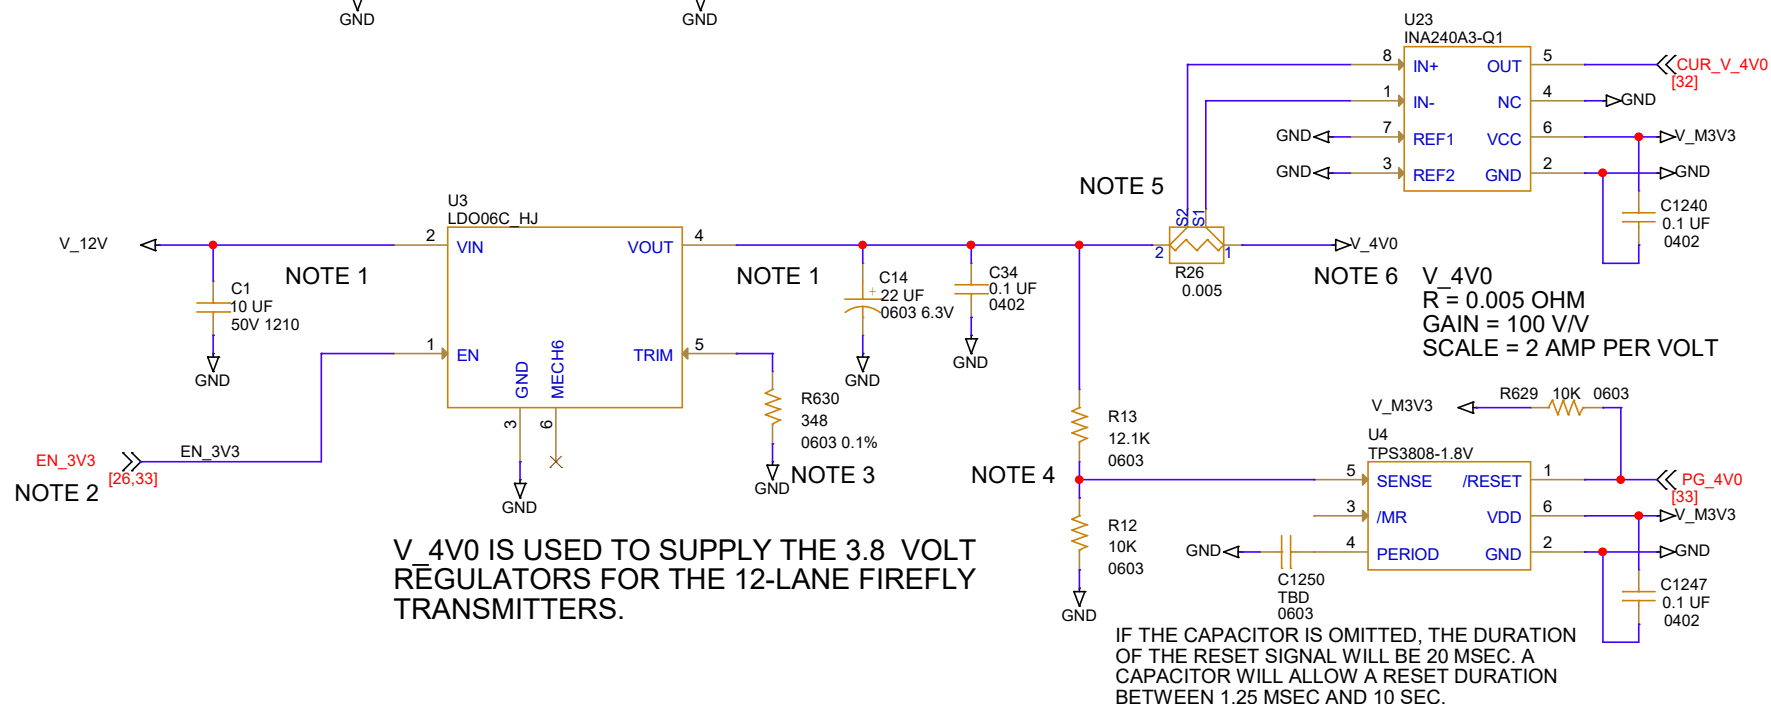 GND
GND
U23
INA240A3-Q1
8 IN+ OUT 5 CUR_V_4V0
[32]
1 IN- NC 4 GND
GND 7 REF1 VCC 6 V_M3V3
GND 3 REF2 GND 2 GND
C1240
0.1 UF
0402
NOTE 5
S2
S1
2
1
R26
0.005
V_4V0
NOTE 6
V_4V0
R = 0.005 OHM
GAIN = 100 V/V
SCALE = 2 AMP PER VOLT
U3
LDO06C_HJ
V_12V
2 VIN VOUT 4
NOTE 1
NOTE 1
C1
10 UF
50V 1210
GND
C14
+
22 UF
0603 6.3V
GND
C34
0.1 UF
0402
GND
1 EN TRIM 5
GND
MECH6
3
6
GND
R630
348
0603 0.1%
GND
NOTE 3
EN_3V3
[26,33]
EN_3V3
NOTE 2
R13
12.1K
0603
NOTE 4
R12
10K
0603
GND
V_M3V3
R629 10K 0603
U4
TPS3808-1.8V
5 SENSE /RESET 1 PG_4V0
[33]
3 /MR VDD 6 V_M3V3
GND 4 PERIOD GND 2 GND
C1250
TBD
0603
C1247
0.1 UF
0402
V_4V0 IS USED TO SUPPLY THE 3.8 VOLT
REGULATORS FOR THE 12-LANE FIREFLY
TRANSMITTERS.
IF THE CAPACITOR IS OMITTED, THE DURATION
OF THE RESET SIGNAL WILL BE 20 MSEC. A
CAPACITOR WILL ALLOW A RESET DURATION
BETWEEN 1.25 MSEC AND 10 SEC.